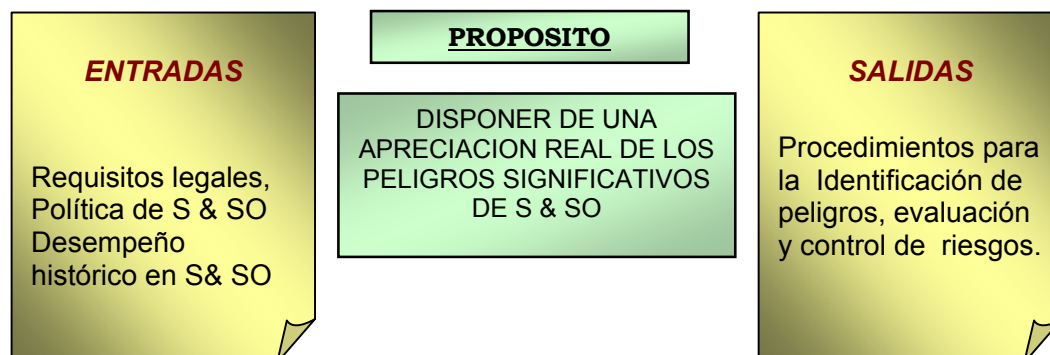 ENTRADAS
Requisitos legales,
Política de S & SO
Desempeño
histórico en S& SO
PROPOSITO
DISPONER DE UNA
APRECIACION REAL DE LOS
PELIGROS SIGNIFICATIVOS
DE S & SO
SALIDAS
Procedimientos para
la Identificación de
peligros, evaluación
y control de riesgos.